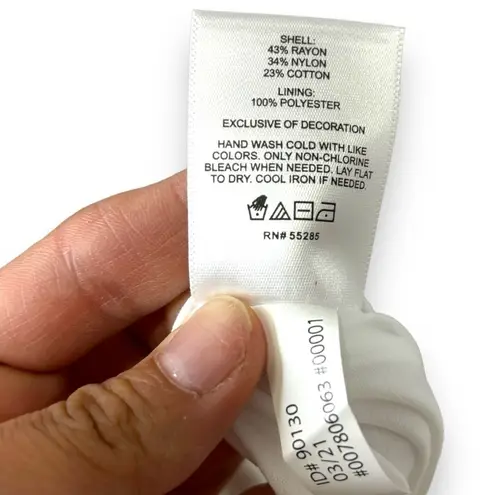 SHELL:
43% RAYON
34% NYLON
23% COTTON
LINING:
100% POLYESTER
EXCLUSIVE OF DECORATION
HAND WASH COLD WITH LIKE
COLORS. ONLY NON-CHLORINE
BLEACH WHEN NEEDED. LAY FLAT
TO DRY. COOL IRON IF NEEDED.
RN# 55285
ID# 90130
03/21
#007806063 #00001